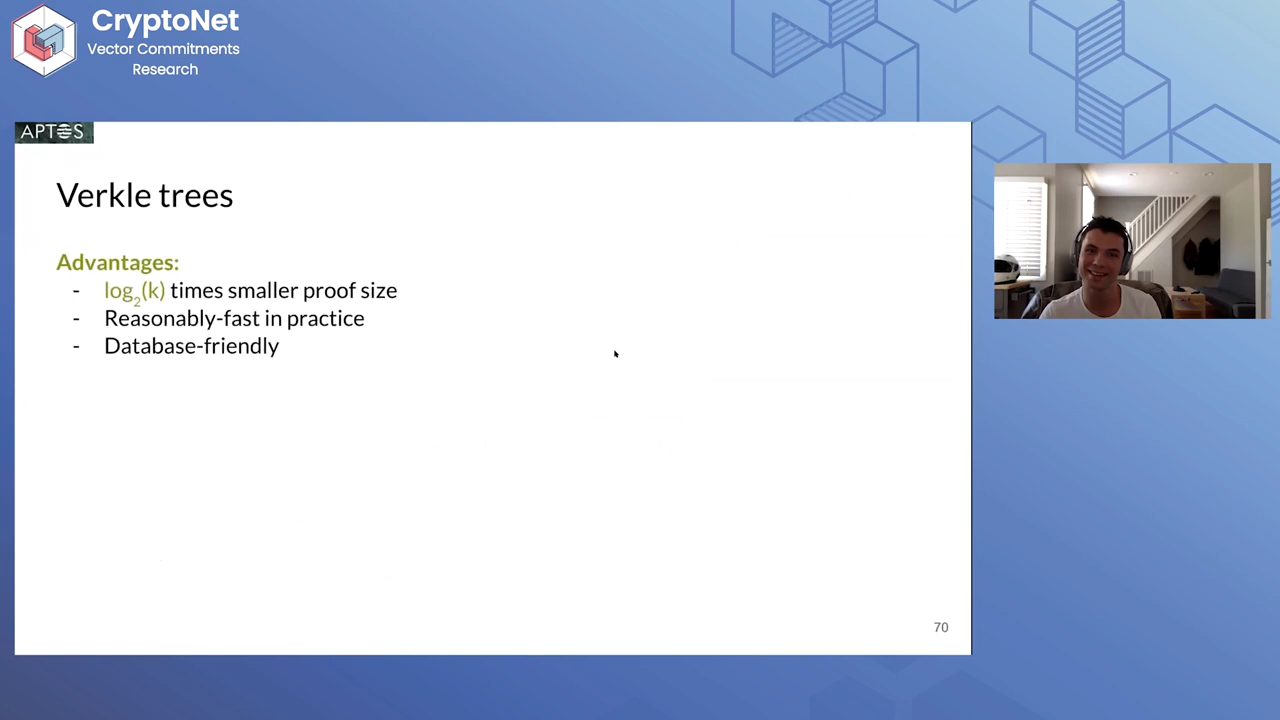 CryptoNet
Vector Commitments
Research
APTOS
Verkle trees
Advantages:
- log2(k) times smaller proof size
- Reasonably-fast in practice
- Database-friendly
70